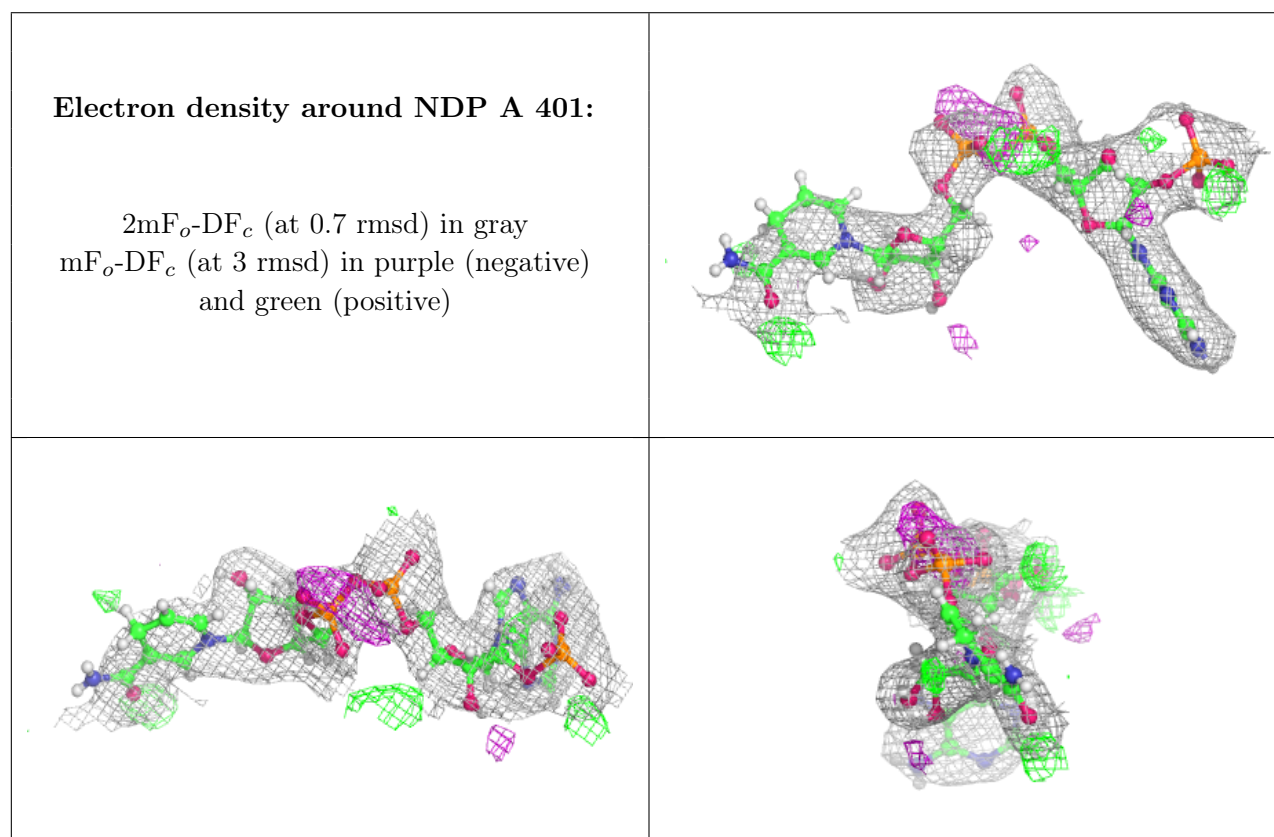 Electron density around NDP A 401:
2mFo-DFc (at 0.7 rmsd) in gray
mFo-DFc (at 3 rmsd) in purple (negative)
and green (positive)